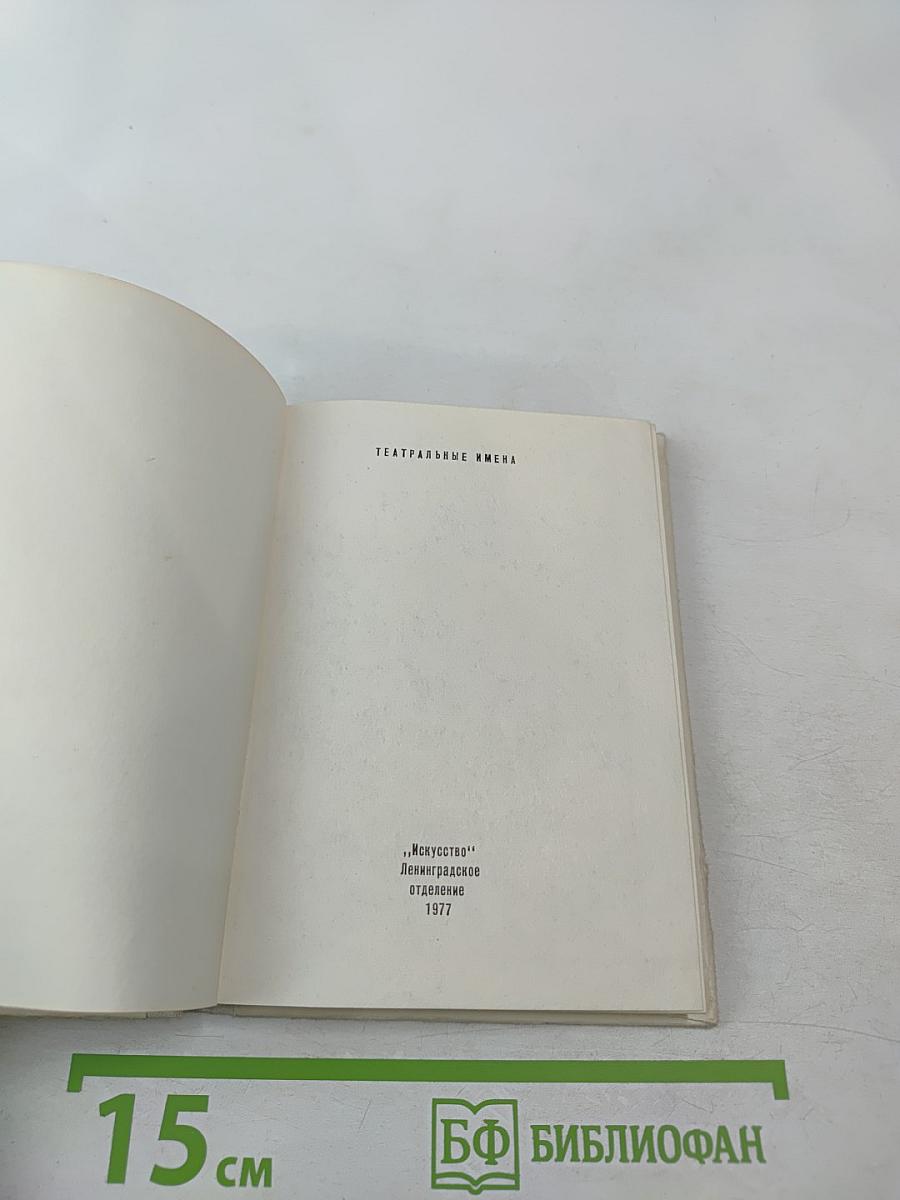 ТЕАТРАЛЬНЫЕ ИМЕНА
„Искусство“
Ленинградское
отделение
1977
15 см
БФ БИБЛИОФАН